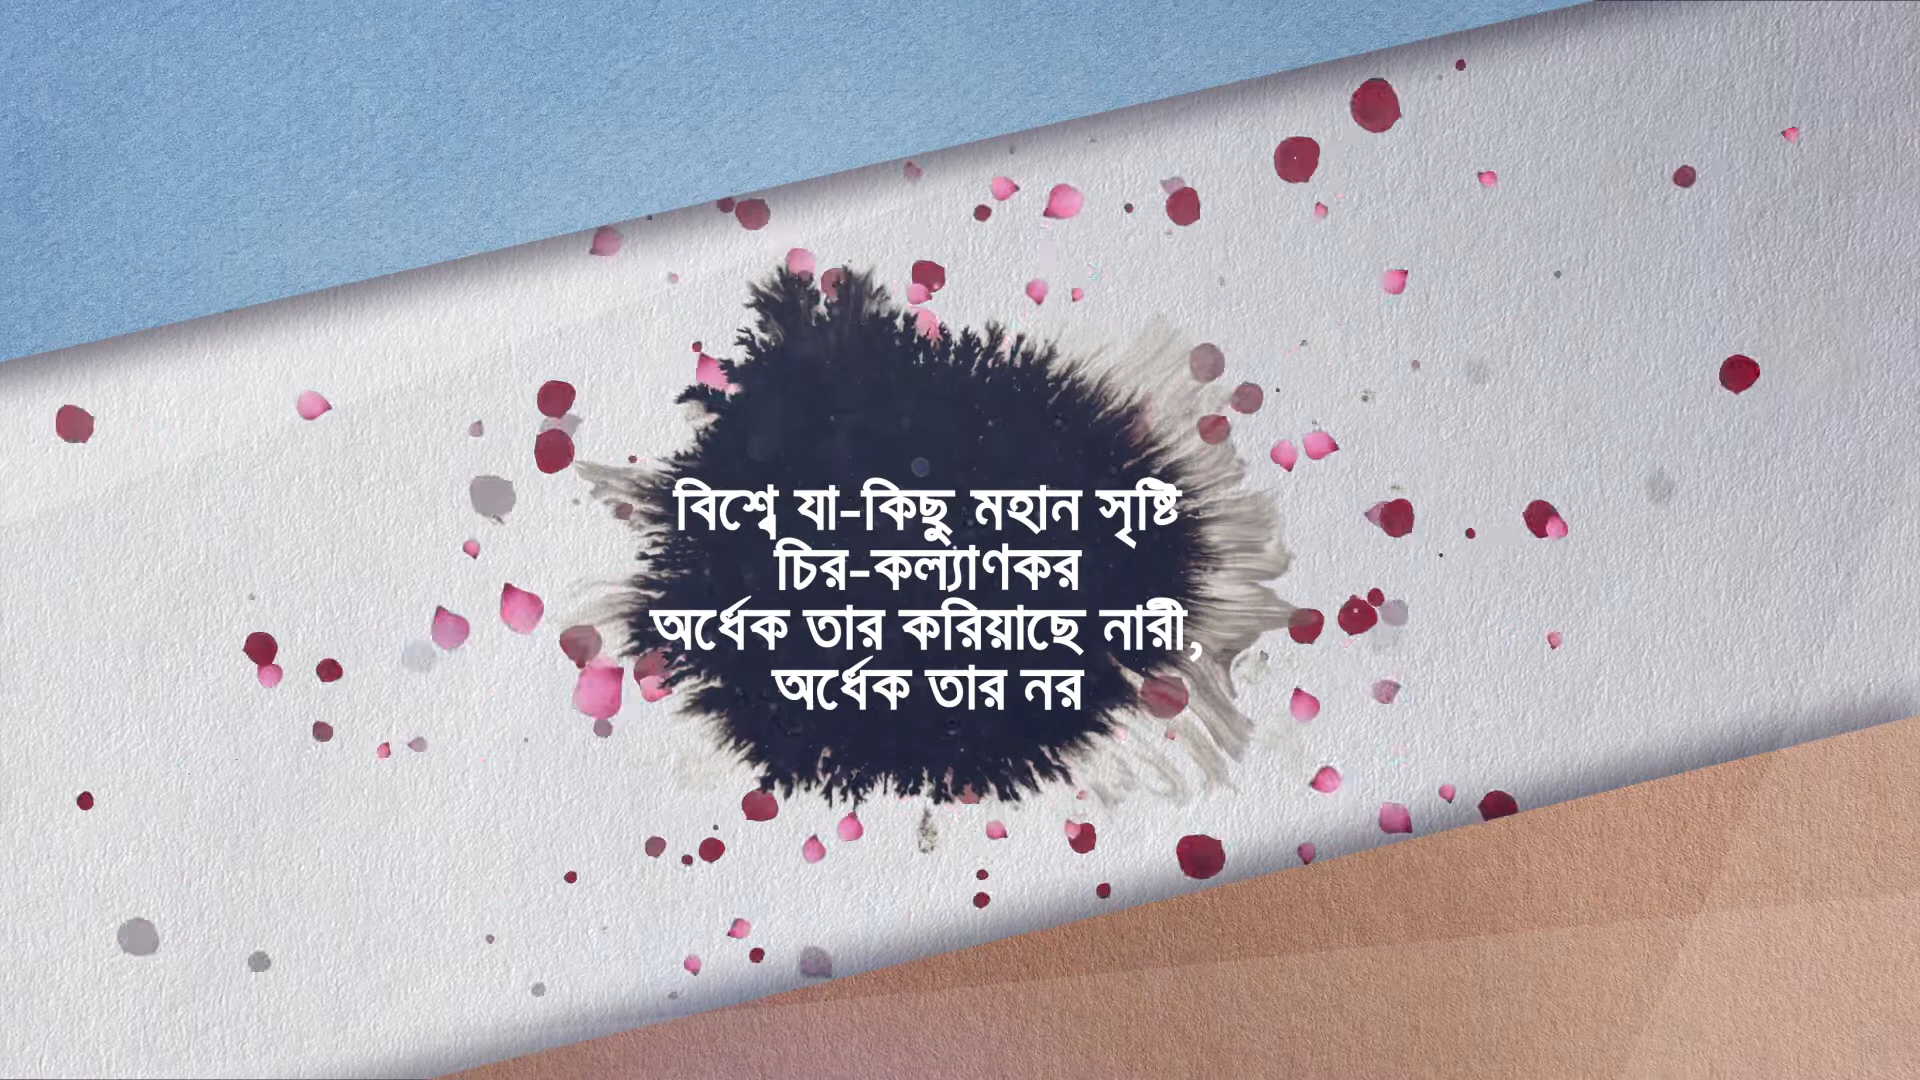 বিশ্বে যা-কিছু মহান সৃষ্টি
চির-কল্যাণকর
অর্ধেক তার করিয়াছে নারী,
অর্ধেক তার নর